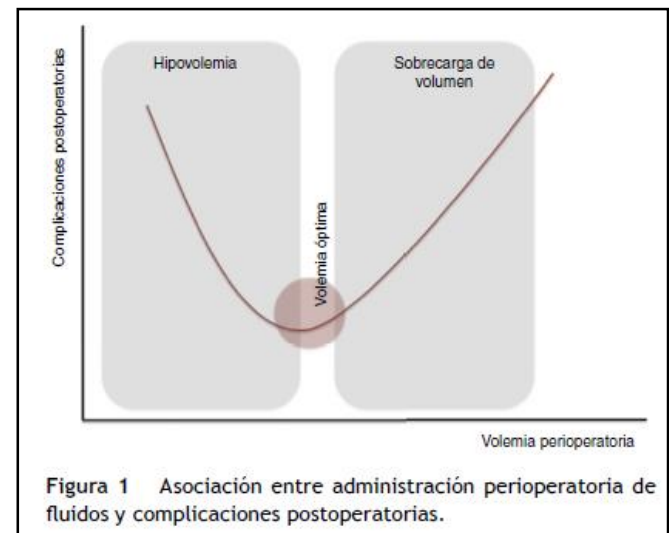 Complicaciones postoperatorias
Hipovolemia
Sobrecarga de
volumen
Volemia óptima
Volemia perioperatoria
Figura 1 Asociación entre administración perioperatoria de
fluidos y complicaciones postoperatorias.